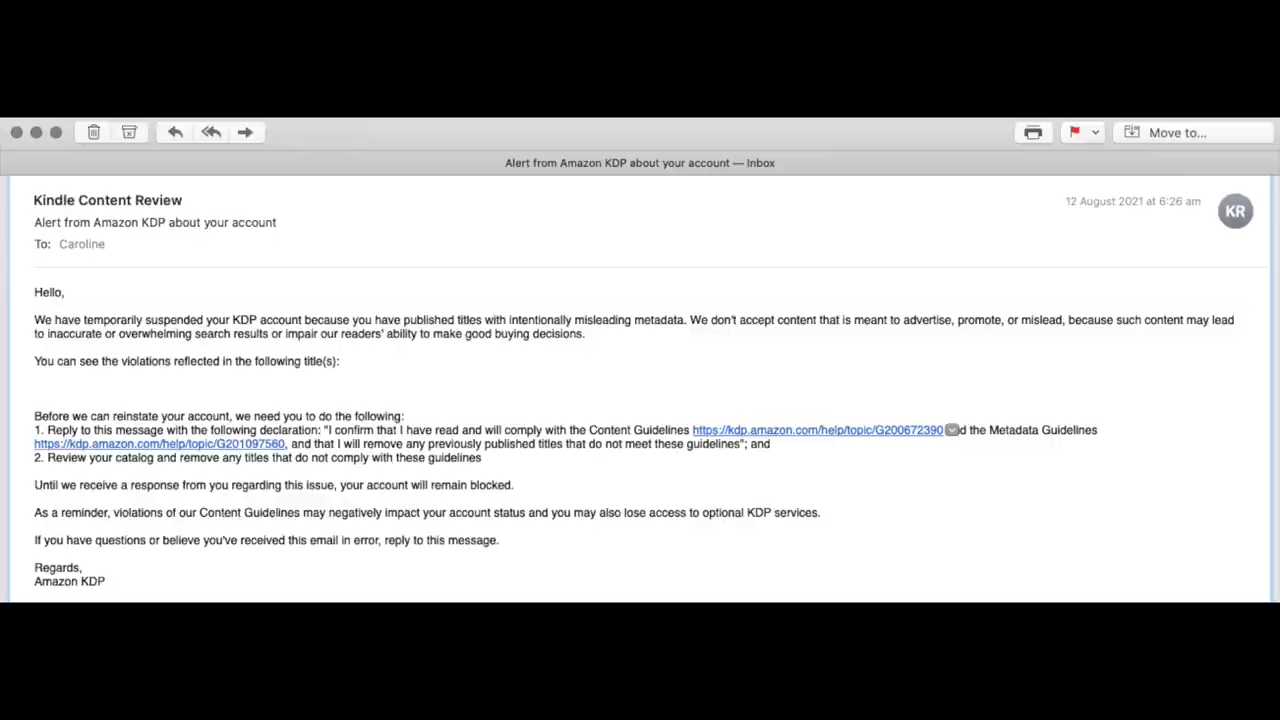 Move to...
Alert from Amazon KDP about your account — Inbox
Kindle Content Review
12 August 2021 at 6:26 am
KR
Alert from Amazon KDP about your account
To: Caroline
Hello,
We have temporarily suspended your KDP account because you have published titles with intentionally misleading metadata. We don't accept content that is meant to advertise, promote, or mislead, because such content may lead
to inaccurate or overwhelming search results or impair our readers' ability to make good buying decisions.
You can see the violations reflected in the following title(s):
Before we can reinstate your account, we need you to do the following:
1. Reply to this message with the following declaration: "I confirm that I have read and will comply with the Content Guidelines https://kdp.amazon.com/help/topic/G200672390 d the Metadata Guidelines
https://kdp.amazon.com/help/topic/G201097560, and that I will remove any previously published titles that do not meet these guidelines"; and
2. Review your catalog and remove any titles that do not comply with these guidelines
Until we receive a response from you regarding this issue, your account will remain blocked.
As a reminder, violations of our Content Guidelines may negatively impact your account status and you may also lose access to optional KDP services.
If you have questions or believe you've received this email in error, reply to this message.
Regards,
Amazon KDP